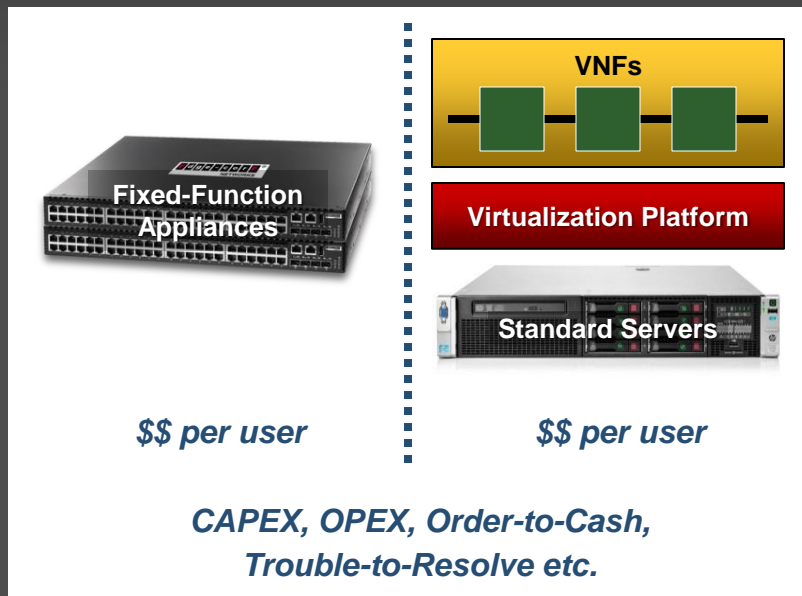 Fixed-Function
Appliances
$$ per user
VNFs
Virtualization Platform
Standard Servers
$$ per user
CAPEX, OPEX, Order-to-Cash,
Trouble-to-Resolve etc.